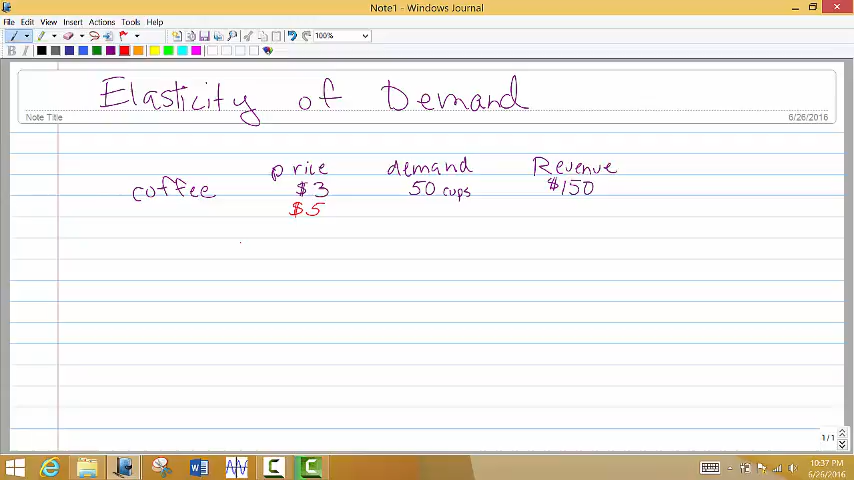 Note1 - Windows Journal
File Edit View Insert Actions Tools Help
100%
B I
Elasticity of Demand
Note Title
6/26/2016
price demand Revenue
coffee $3 50 cups $150
$5
1/1
10:37 PM
6/26/2016